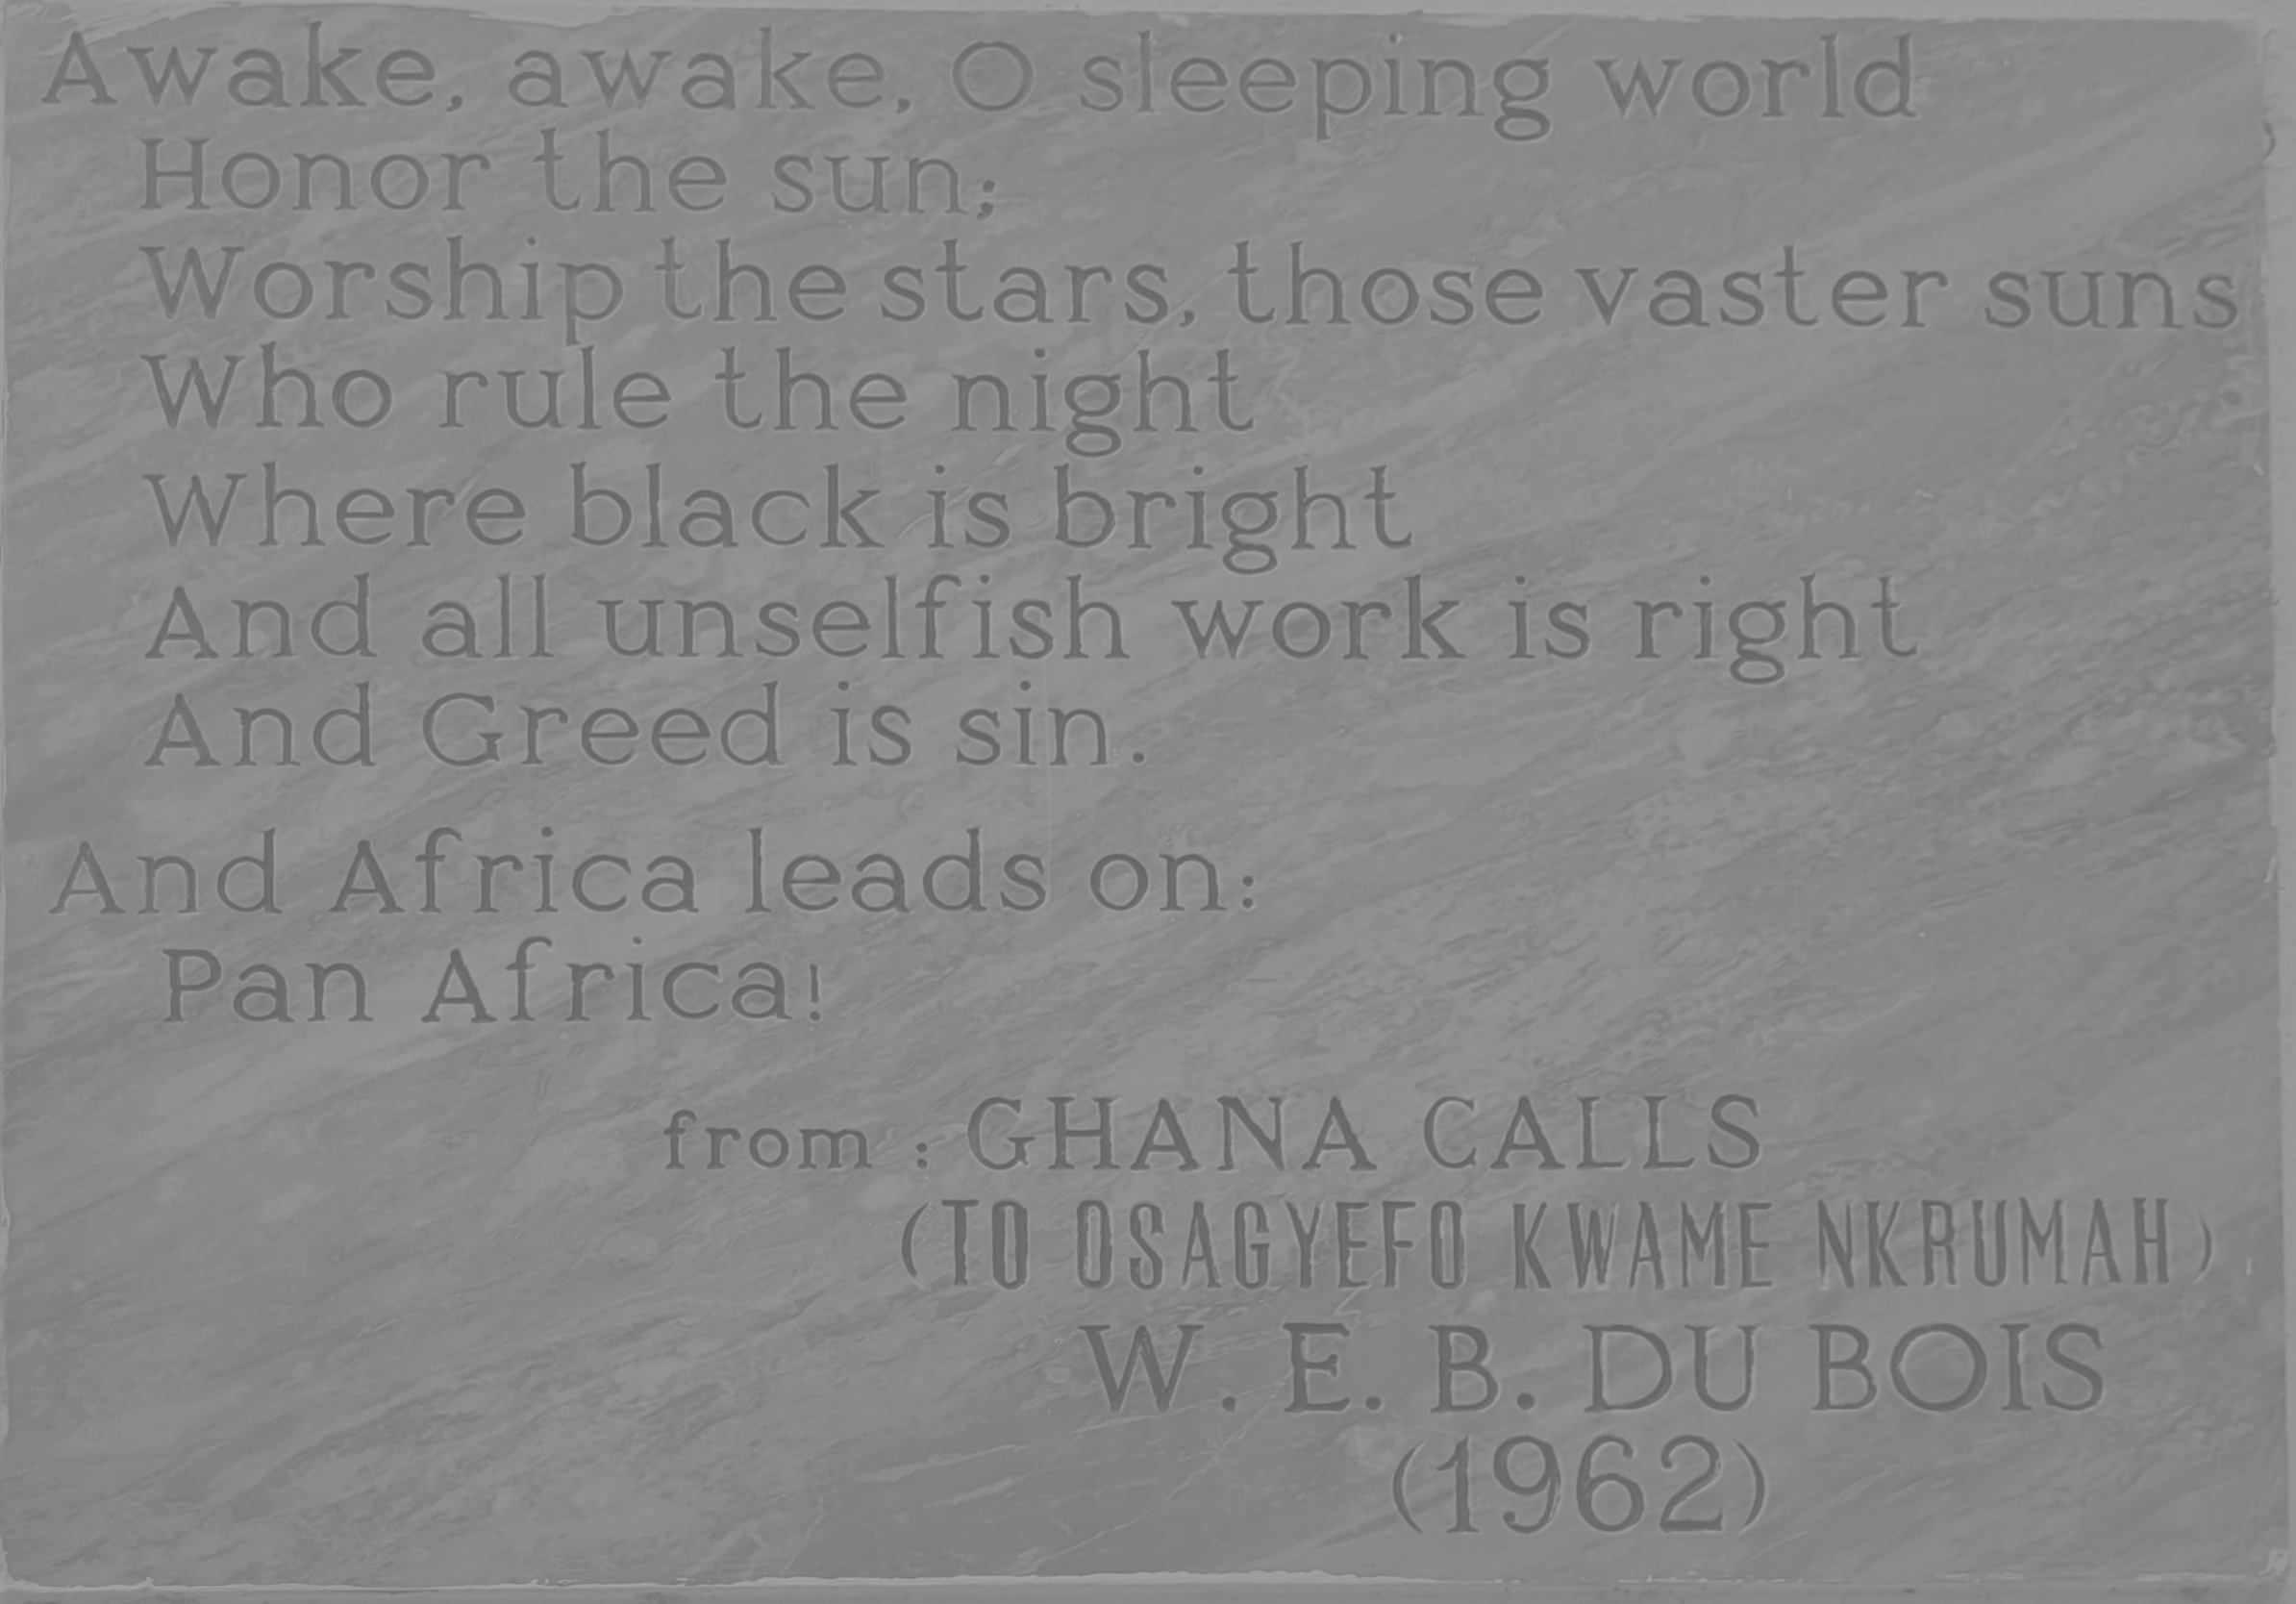 Awake, awake, O sleeping world
Honor the sun;
Worship the stars, those vaster suns
Who rule the night
Where black is bright
And all unselfish work is right
And Greed is sin.
And Africa leads on:
Pan Africa!
from : GHANA CALLS
(TO OSAGYEFO KWAME NKRUMAH)
W. E. B. DU BOIS
(1962)